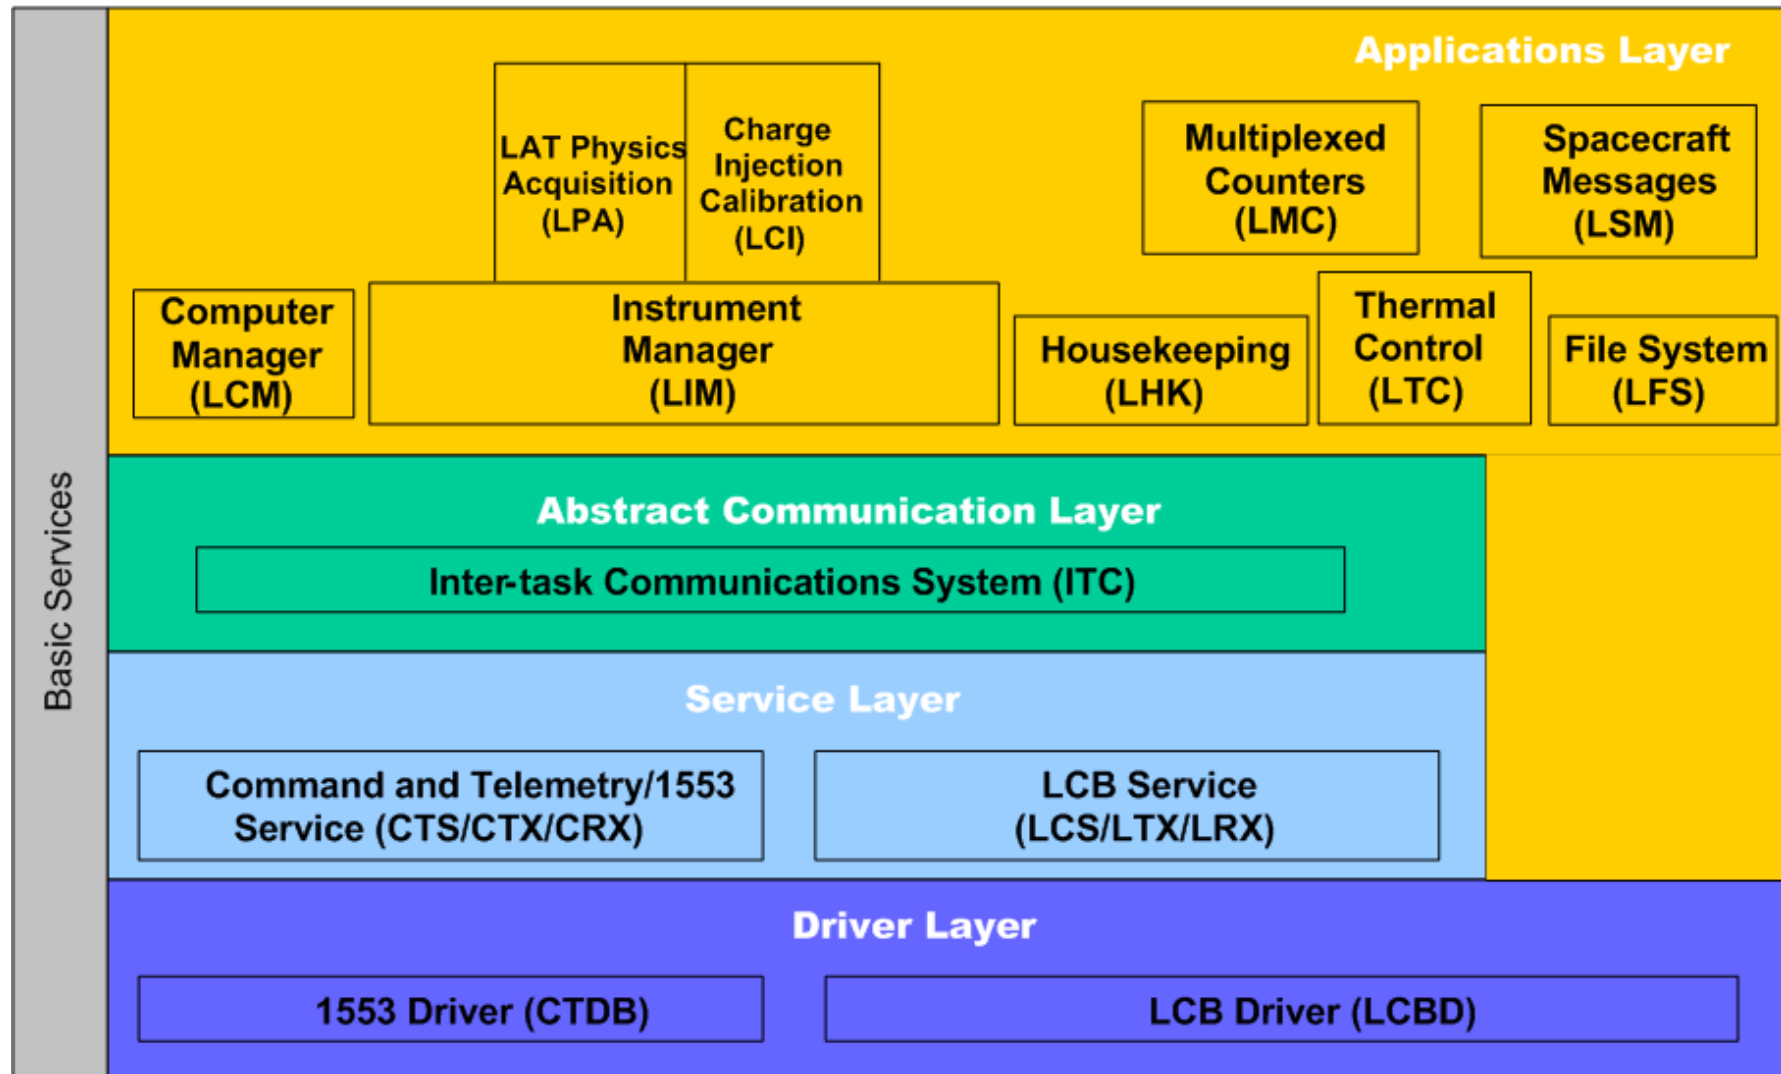 Basic Services
Applications Layer
LAT Physics
Acquisition
(LPA)
Charge
Injection
Calibration
(LCI)
Multiplexed
Counters
(LMC)
Spacecraft
Messages
(LSM)
Computer
Manager
(LCM)
Instrument
Manager
(LIM)
Housekeeping
(LHK)
Thermal
Control
(LTC)
File System
(LFS)
Abstract Communication Layer
Inter-task Communications System (ITC)
Service Layer
Command and Telemetry/1553
Service (CTS/CTX/CRX)
LCB Service
(LCS/LTX/LRX)
Driver Layer
1553 Driver (CTDB)
LCB Driver (LCBD)